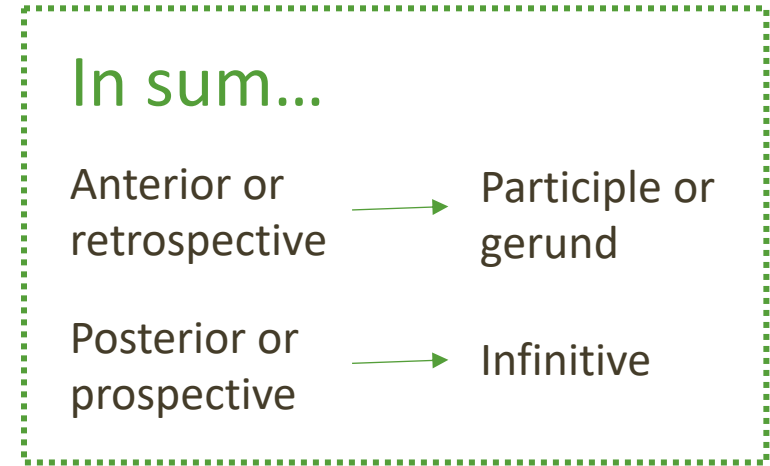 In sum…
Anterior or
retrospective
Participle or
gerund
Posterior or
prospective
Infinitive